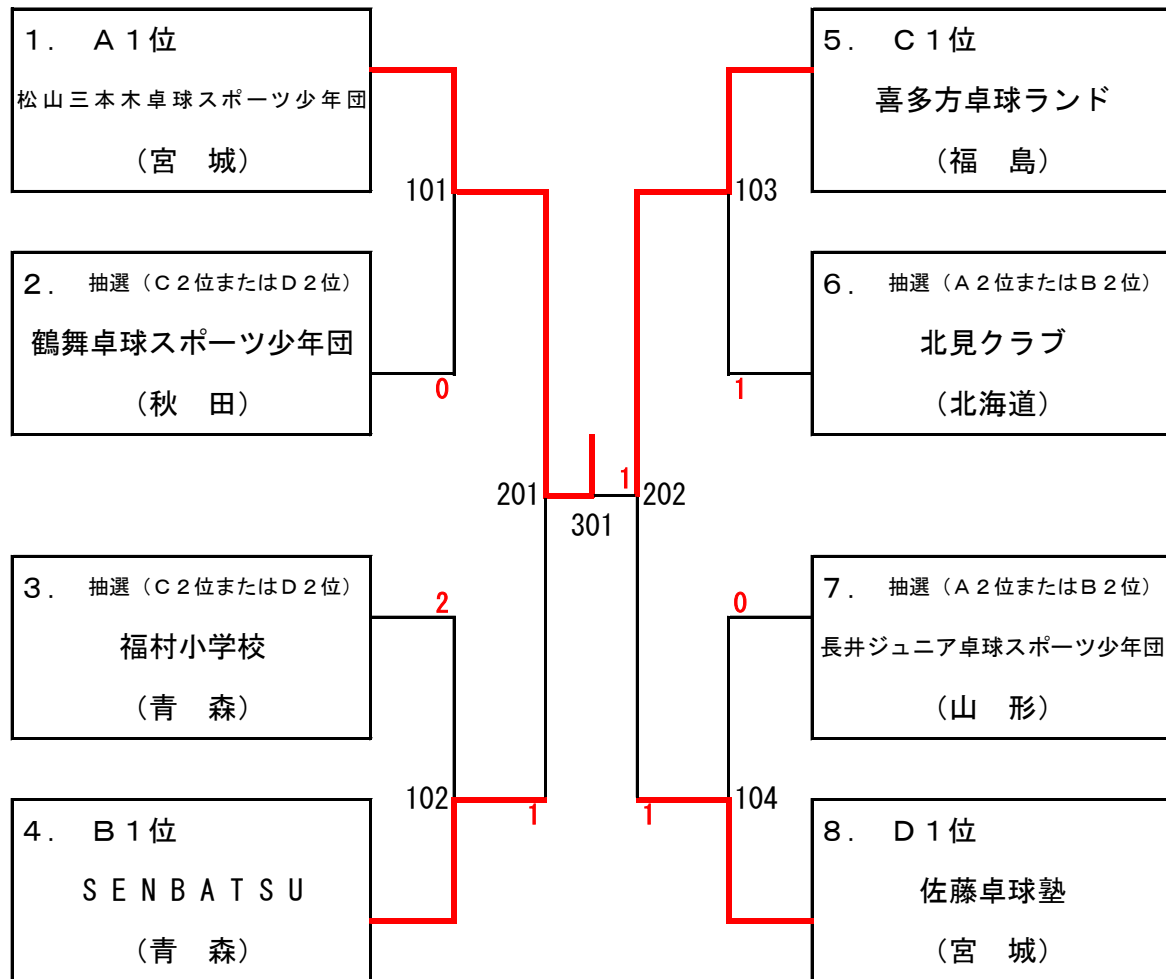 １.　Ａ１位
松山三本木卓球スポーツ少年団
（宮　城）
101
２.　抽選（Ｃ２位またはＤ２位）
鶴舞卓球スポーツ少年団
（秋　田）
0
３.　抽選（Ｃ２位またはＤ２位）
福村小学校
（青　森）
2
102
４.　Ｂ１位
ＳＥＮＢＡＴＳＵ
（青　森）
1
201
301
1
202
５.　Ｃ１位
喜多方卓球ランド
（福　島）
103
６.　抽選（Ａ２位またはＢ２位）
北見クラブ
（北海道）
1
７.　抽選（Ａ２位またはＢ２位）
長井ジュニア卓球スポーツ少年団
（山　形）
0
104
1
８.　Ｄ１位
佐藤卓球塾
（宮　城）